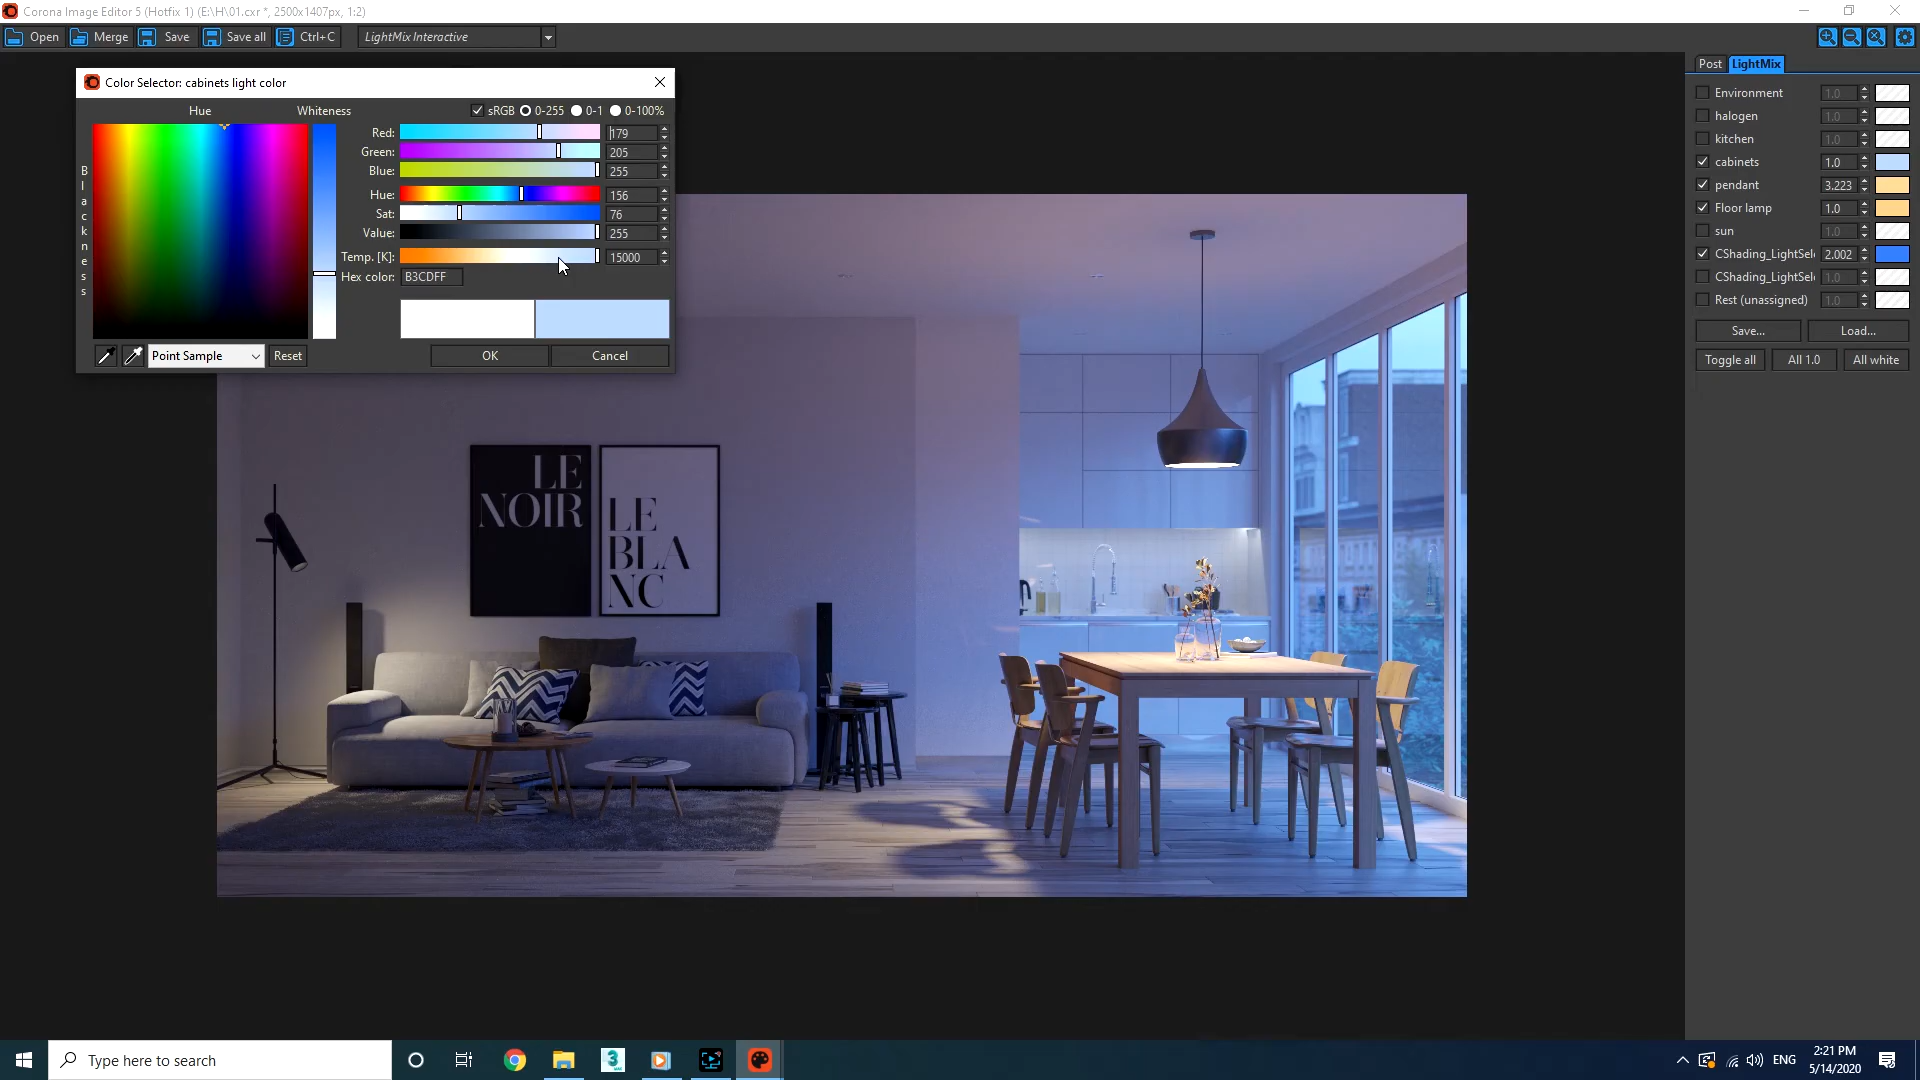 Corona Image Editor 5 (Hotfix 1) (E:\H\01.cxr *, 2500x1407px, 1:2)
Open Merge Save Save all Ctrl+C LightMix Interactive
Color Selector: cabinets light color
Hue Whiteness sRGB 0-255 0-1 0-100%
Blackness
Red: 179
Green: 205
Blue: 255
Hue: 156
Sat: 76
Value: 255
Temp. [K]: 15000
Hex color: B3CDFF
Point Sample Reset OK Cancel
Post LightMix
Environment 1.0
halogen 1.0
kitchen 1.0
cabinets 1.0
pendant 3.223
Floor lamp 1.0
sun 1.0
CShading_LightSel 2.002
CShading_LightSel 1.0
Rest (unassigned) 1.0
Save... Load...
Toggle all All 1.0 All white
LE
NOIR
LE
BLA
NC
Type here to search
ENG
2:21 PM
5/14/2020